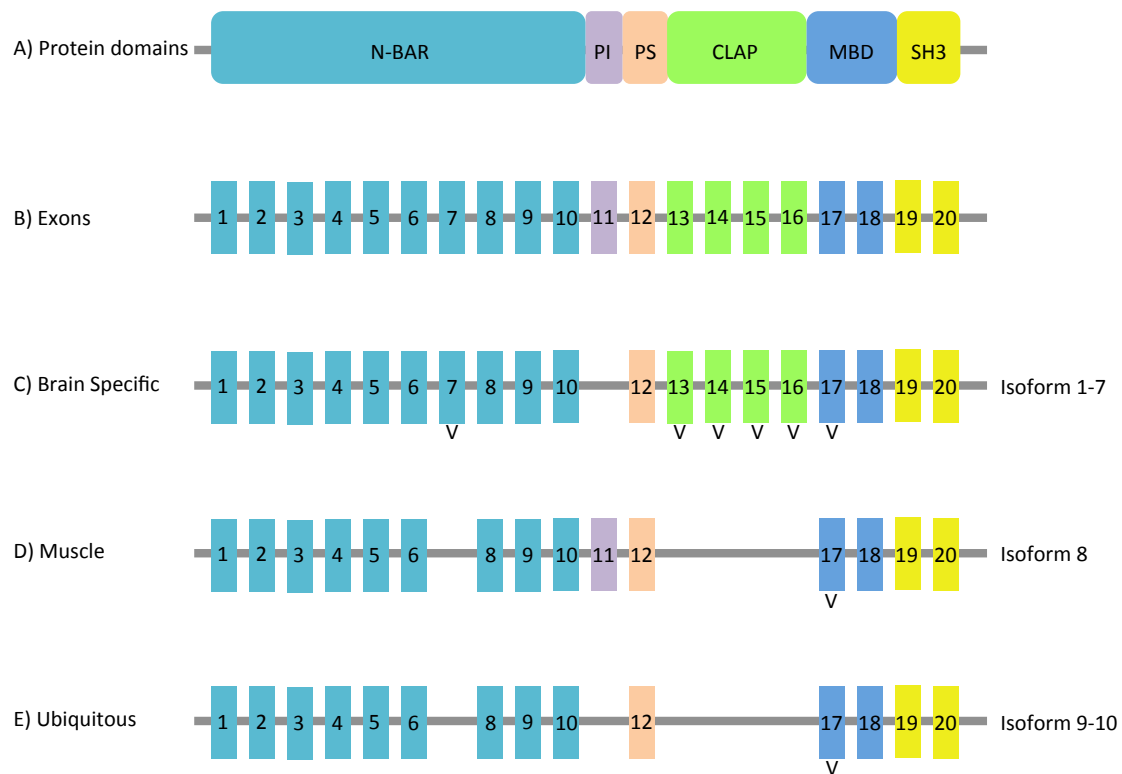 A) Protein domains N-BAR PI PS CLAP MBD SH3
B) Exons 1 2 3 4 5 6 7 8 9 10 11 12 13 14 15 16 17 18 19 20
C) Brain Specific 1 2 3 4 5 6 7 8 9 10 12 13 14 15 16 17 18 19 20 Isoform 1-7
V V V V V V
D) Muscle 1 2 3 4 5 6 8 9 10 11 12 17 18 19 20 Isoform 8
V
E) Ubiquitous 1 2 3 4 5 6 8 9 10 12 17 18 19 20 Isoform 9-10
V